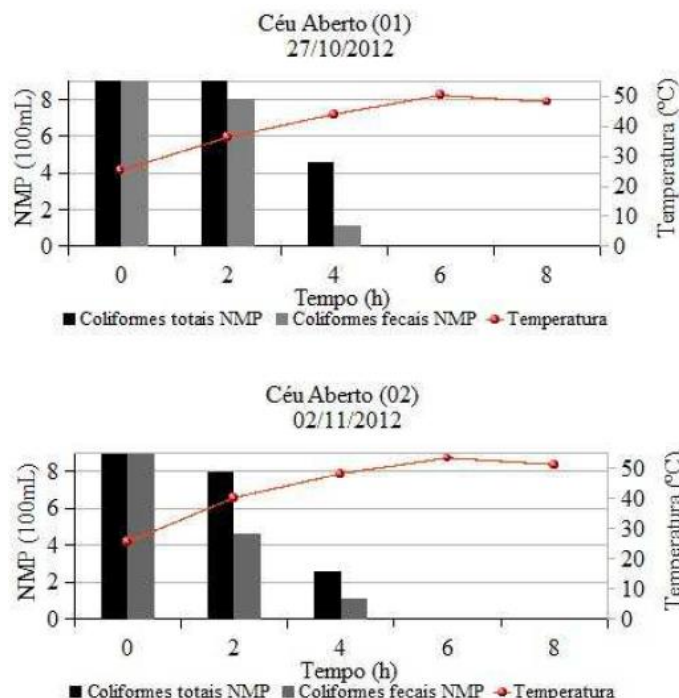 Céu Aberto (01)
27/10/2012
NMP (100mL)
8
6
4
2
0
50
40
30
20
10
0
Temperatura (ºC)
0 2 4 6 8
Tempo (h)
Coliformes totais NMP Coliformes fecais NMP Temperatura
Céu Aberto (02)
02/11/2012
NMP (100mL)
8
6
4
2
0
50
40
30
20
10
0
Temperatura (ºC)
0 2 4 6 8
Tempo (h)
Coliformes totais NMP Coliformes fecais NMP Temperatura